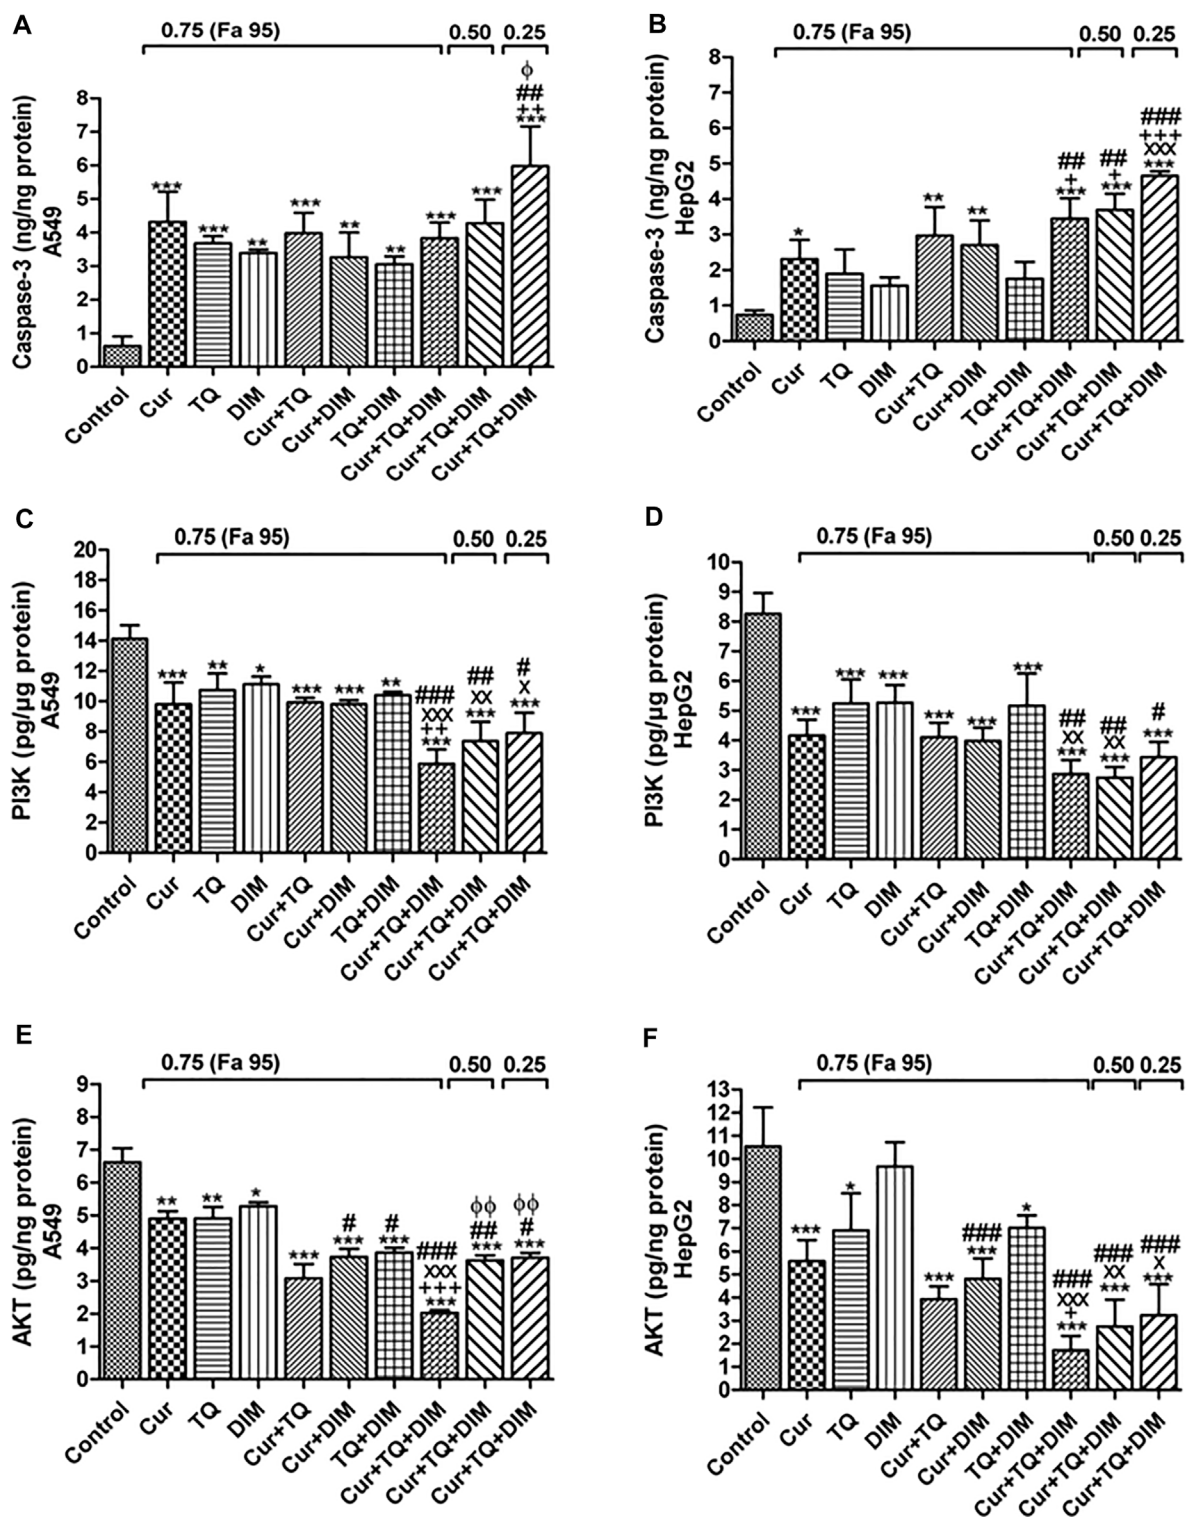 A
0.75 (Fa 95) 0.50 0.25
Caspase-3 (ng/ng protein)
A549
8
7
6
5
4
3
2
1
0
*** *** ** *** ** ** *** *** 
ϕ
##
++
***
Control Cur TQ DIM Cur+TQ Cur+DIM TQ+DIM Cur+TQ+DIM Cur+TQ+DIM Cur+TQ+DIM
B
0.75 (Fa 95) 0.50 0.25
Caspase-3 (ng/ng protein)
HepG2
8
7
6
5
4
3
2
1
0
* ** **
##
+
***
##
+
***
###
+++
XXX
***
Control Cur TQ DIM Cur+TQ Cur+DIM TQ+DIM Cur+TQ+DIM Cur+TQ+DIM Cur+TQ+DIM
C
0.75 (Fa 95) 0.50 0.25
PI3K (pg/µg protein)
A549
20
18
16
14
12
10
8
6
4
2
0
*** ** * *** *** **
###
XXX
++
***
##
XX
***
#
X
***
Control Cur TQ DIM Cur+TQ Cur+DIM TQ+DIM Cur+TQ+DIM Cur+TQ+DIM Cur+TQ+DIM
D
0.75 (Fa 95) 0.50 0.25
PI3K (pg/µg protein)
HepG2
10
9
8
7
6
5
4
3
2
1
0
*** *** *** *** *** ***
##
XX
***
##
XX
***
#
***
Control Cur TQ DIM Cur+TQ Cur+DIM TQ+DIM Cur+TQ+DIM Cur+TQ+DIM Cur+TQ+DIM
E
0.75 (Fa 95) 0.50 0.25
AKT (pg/ng protein)
A549
9
8
7
6
5
4
3
2
1
0
** ** * ***
#
***
#
***
###
XXX
+++
***
ϕϕ
##
***
ϕϕ
#
***
Control Cur TQ DIM Cur+TQ Cur+DIM TQ+DIM Cur+TQ+DIM Cur+TQ+DIM Cur+TQ+DIM
F
0.75 (Fa 95) 0.50 0.25
AKT (pg/ng protein)
HepG2
13
12
11
10
9
8
7
6
5
4
3
2
1
0
*** * ***
###
***
*
###
XXX
+
***
###
XX
***
###
X
***
Control Cur TQ DIM Cur+TQ Cur+DIM TQ+DIM Cur+TQ+DIM Cur+TQ+DIM Cur+TQ+DIM